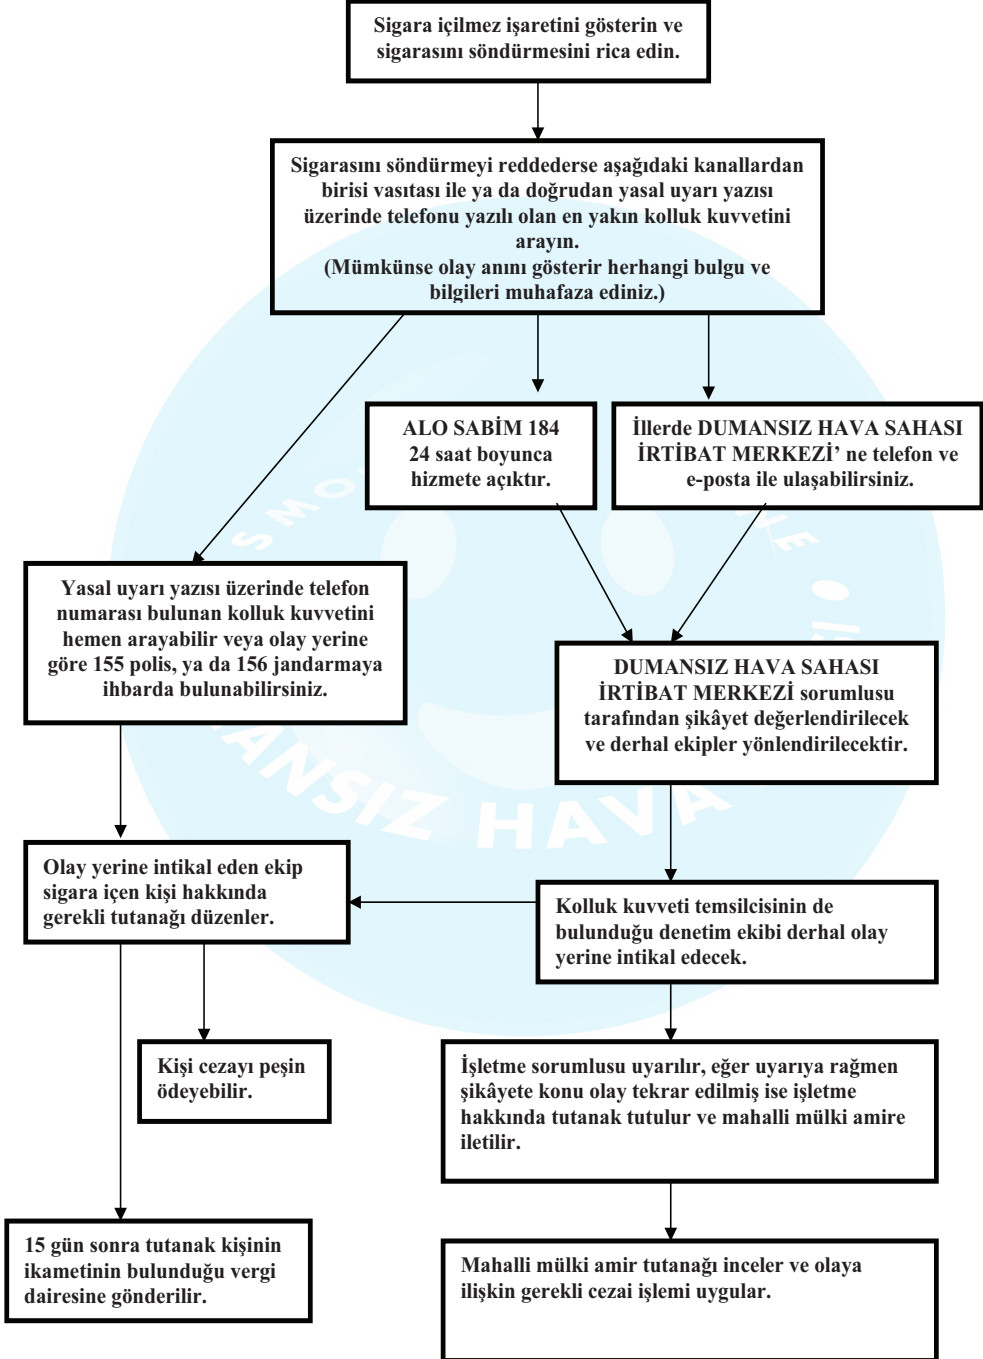 Sigara içilmez işaretini gösterin ve
sigarasını söndürmesini rica edin.
Sigarasını söndürmeyi reddederse aşağıdaki kanallardan
birisi vasıtası ile ya da doğrudan yasal uyarı yazısı
üzerinde telefonu yazılı olan en yakın kolluk kuvvetini
arayın.
(Mümkünse olay anını gösterir herhangi bulgu ve
bilgileri muhafaza ediniz.)
ALO SABİM 184
24 saat boyunca
hizmete açıktır.
İllerde DUMANSIZ HAVA SAHASI
İRTİBAT MERKEZİ’ ne telefon ve
e-posta ile ulaşabilirsiniz.
Yasal uyarı yazısı üzerinde telefon
numarası bulunan kolluk kuvvetini
hemen arayabilir veya olay yerine
göre 155 polis, ya da 156 jandarmaya
ihbarda bulunabilirsiniz.
DUMANSIZ HAVA SAHASI
İRTİBAT MERKEZİ sorumlusu
tarafından şikâyet değerlendirilecek
ve derhal ekipler yönlendirilecektir.
Olay yerine intikal eden ekip
sigara içen kişi hakkında
gerekli tutanağı düzenler.
Kolluk kuvveti temsilcisinin de
bulunduğu denetim ekibi derhal olay
yerine intikal edecek.
Kişi cezayı peşin
ödeyebilir.
İşletme sorumlusu uyarılır, eğer uyarıya rağmen
şikâyete konu olay tekrar edilmiş ise işletme
hakkında tutanak tutulur ve mahalli mülki amire
iletilir.
15 gün sonra tutanak kişinin
ikametinin bulunduğu vergi
dairesine gönderilir.
Mahalli mülki amir tutanağı inceler ve olaya
ilişkin gerekli cezai işlemi uygular.
HAVA